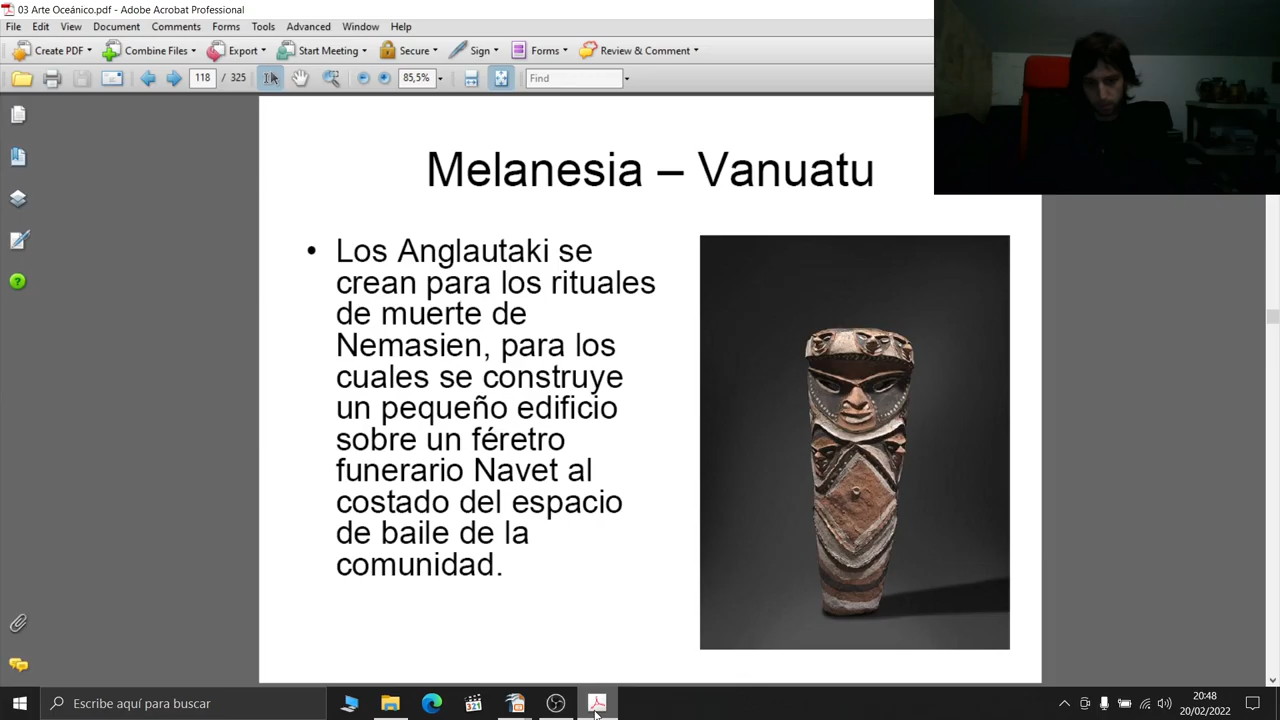 03 Arte Oceánico.pdf - Adobe Acrobat Professional
File Edit View Document Comments Forms Tools Advanced Window Help
Create PDF Combine Files Export Start Meeting Secure Sign Forms Review & Comment
118 / 325 85,5% Find
Melanesia – Vanuatu
• Los Anglautaki se
crean para los rituales
de muerte de
Nemasien, para los
cuales se construye
un pequeño edificio
sobre un féretro
funerario Navet al
costado del espacio
de baile de la
comunidad.
Escribe aquí para buscar
321
20:48
20/02/2022